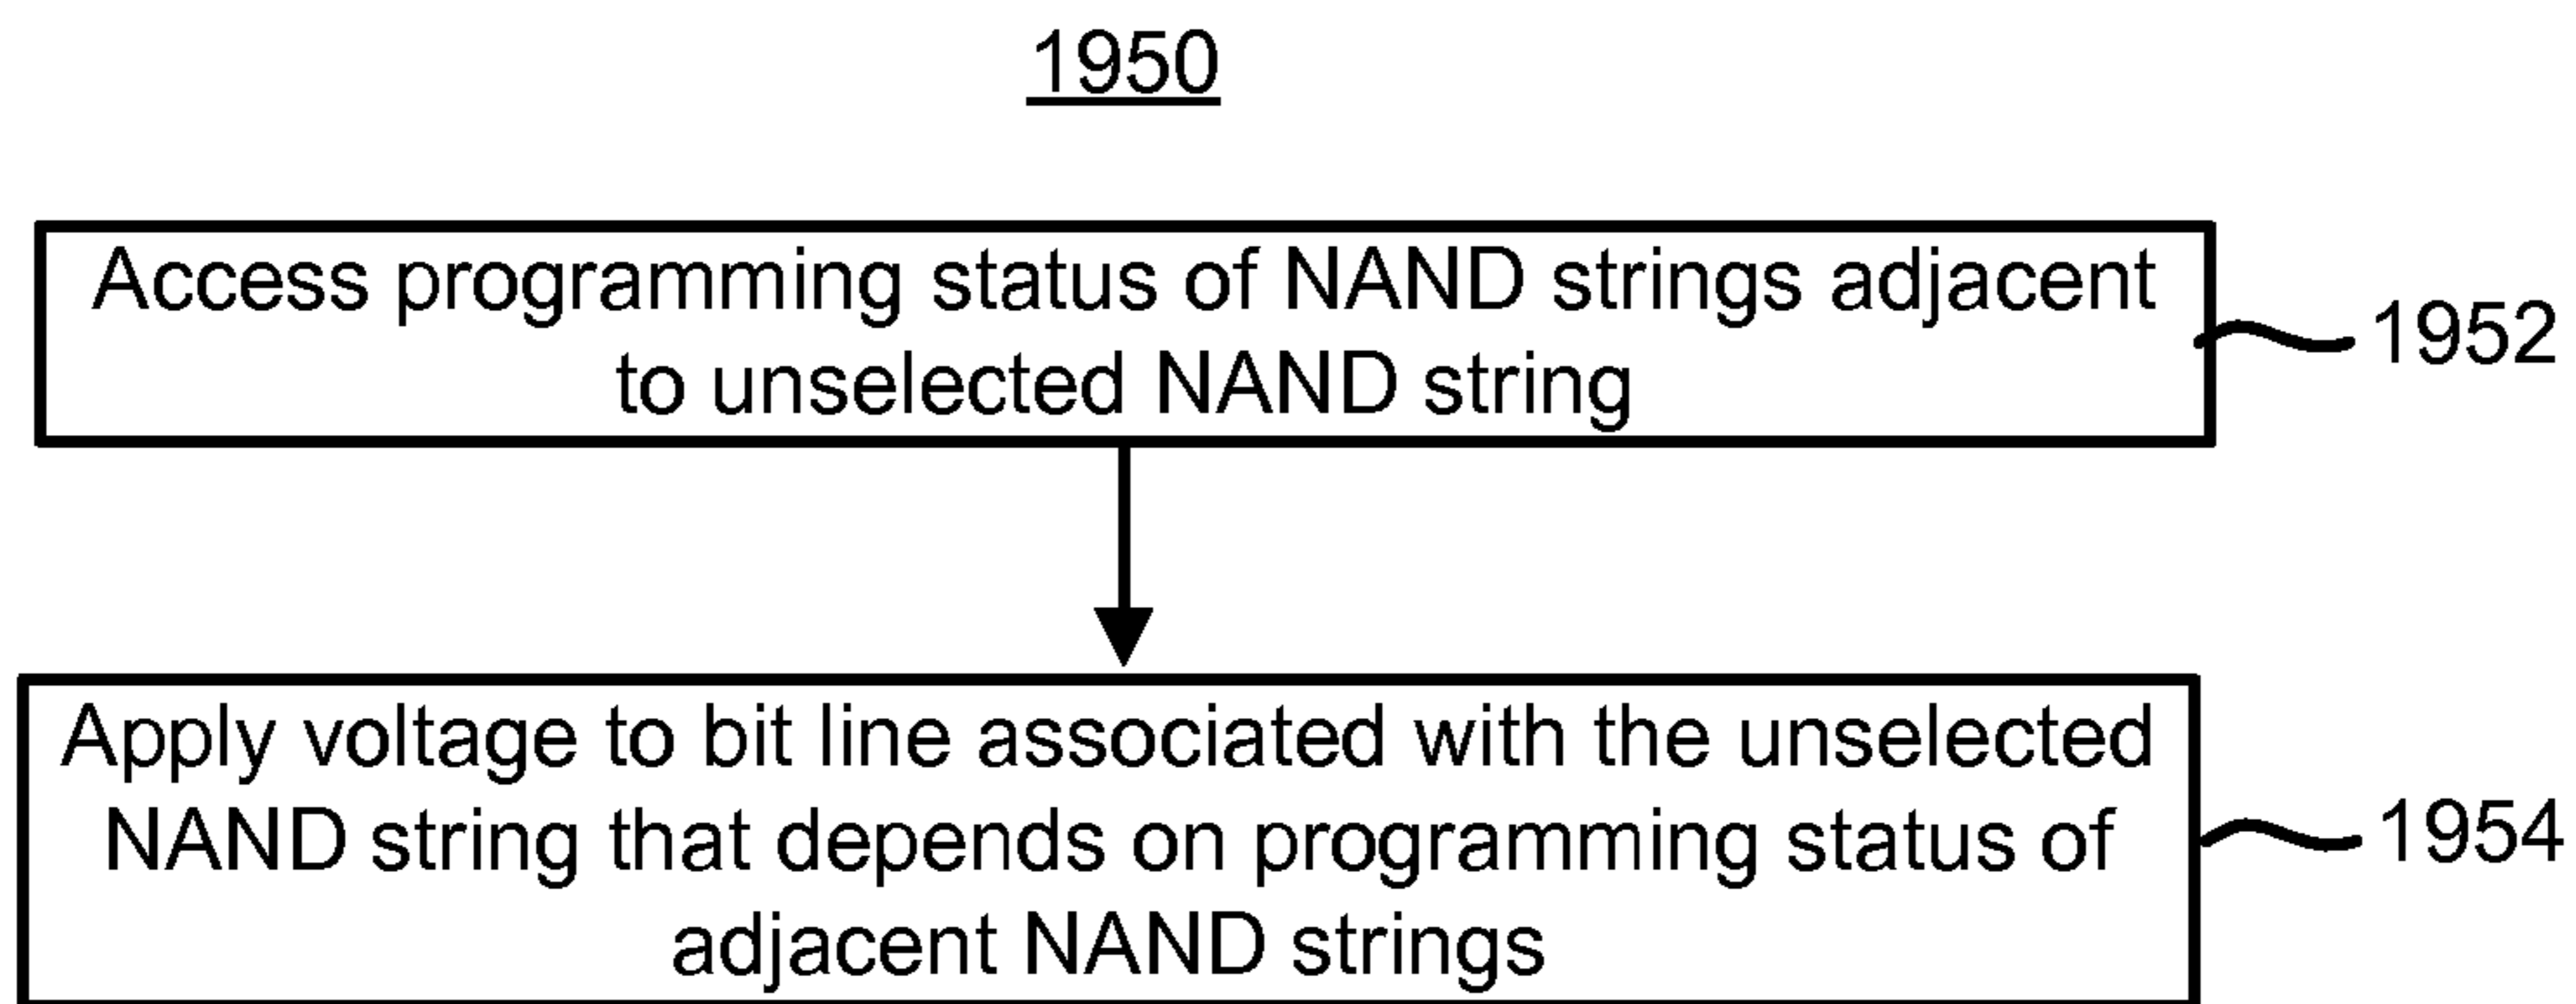 1950
Access programming status of NAND strings adjacent
to unselected NAND string
1952
Apply voltage to bit line associated with the unselected
NAND string that depends on programming status of
adjacent NAND strings
1954